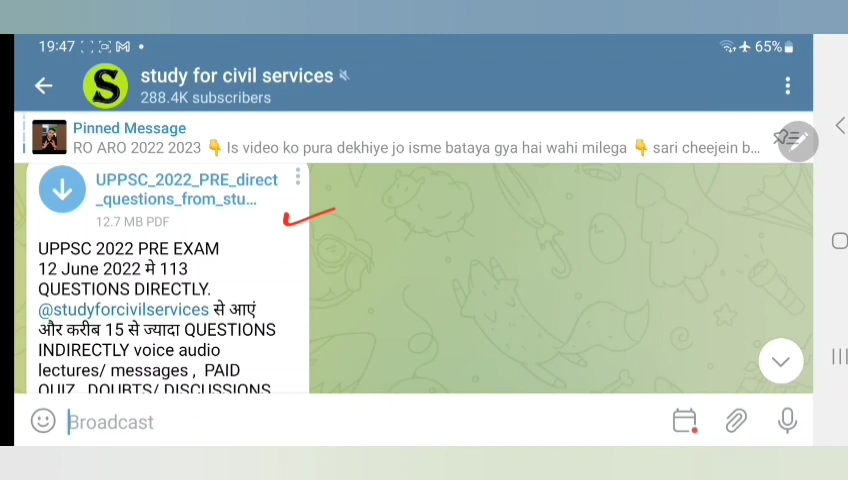 19:47
65%
S
study for civil services
288.4K subscribers
Pinned Message
RO ARO 2022 2023 👇 Is video ko pura dekhiye jo isme bataya gya hai wahi milega 👇 sari cheejein b...
UPPSC_2022_PRE_direct
_questions_from_stu...
12.7 MB PDF
UPPSC 2022 PRE EXAM
12 June 2022 मे 113
QUESTIONS DIRECTLY.
@studyforcivilservices से आएं
और करीब 15 से ज्यादा QUESTIONS
INDIRECTLY voice audio
lectures/ messages , PAID
QUIZ , DOUBTS/ DISCUSSIONS
Broadcast